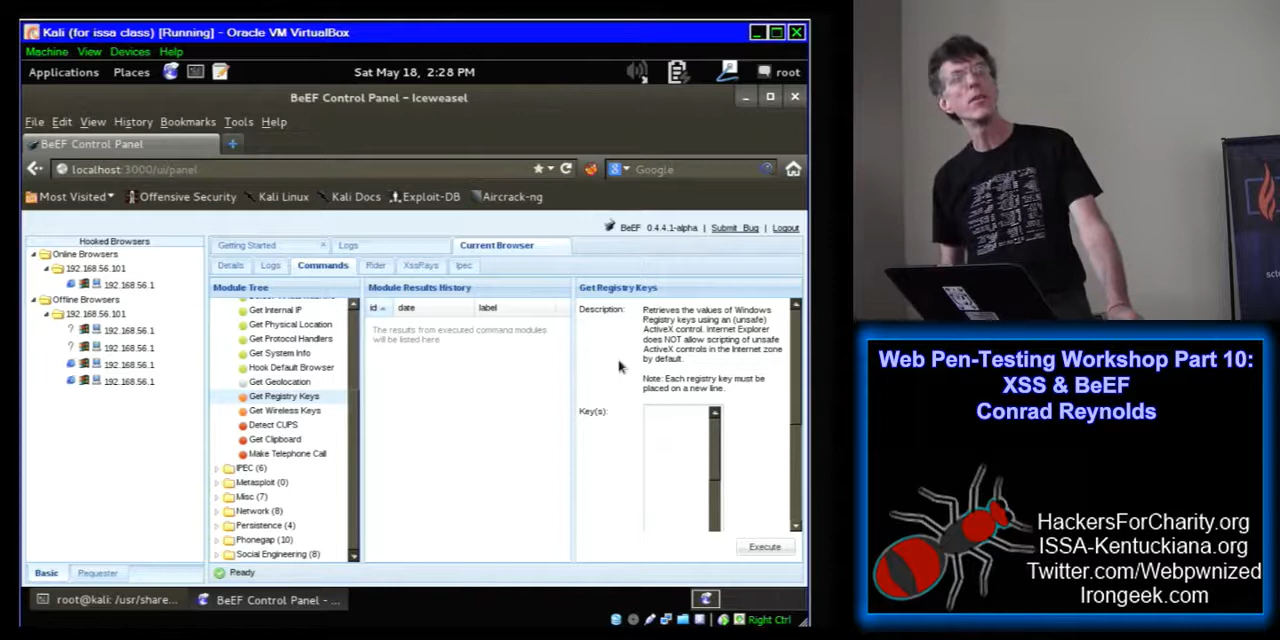 Kali (for issa class) [Running] - Oracle VM VirtualBox
Machine View Devices Help
Applications Places Sat May 18, 2:28 PM root
BeEF Control Panel - Iceweasel
File Edit View History Bookmarks Tools Help
BeEF Control Panel
localhost:3000/ui/panel Google
Most Visited Offensive Security Kali Linux Kali Docs Exploit-DB Aircrack-ng
BeEF 0.4.4.1-alpha | Submit Bug | Logout
Hooked Browsers
Online Browsers
192.168.56.101
192.168.56.1
Offline Browsers
192.168.56.101
? 192.168.56.1
? 192.168.56.1
192.168.56.1
192.168.56.1
Basic Requester
Getting Started Logs Current Browser
Details Logs Commands Rider XssRays Ipec
Module Tree
Get Internal IP
Get Physical Location
Get Protocol Handlers
Get System Info
Hook Default Browser
Get Geolocation
Get Registry Keys
Get Wireless Keys
Detect CUPS
Get Clipboard
Make Telephone Call
IPEC (6)
Metasploit (0)
Misc (7)
Network (8)
Persistence (4)
Phonegap (10)
Social Engineering (8)
Module Results History
id date label
The results from executed command modules
will be listed here
Get Registry Keys
Description: Retrieves the values of Windows
Registry keys using an (unsafe)
ActiveX control. Internet Explorer
does NOT allow scripting of unsafe
ActiveX controls in the Internet zone
by default.
Note: Each registry key must be
placed on a new line.
Key(s):
Execute
Ready
root@kali: /usr/share... BeEF Control Panel - ...
Right Ctrl
Web Pen-Testing Workshop Part 10:
XSS & BeEF
Conrad Reynolds
HackersForCharity.org
ISSA-Kentuckiana.org
Twitter.com/Webpwnized
Irongeek.com